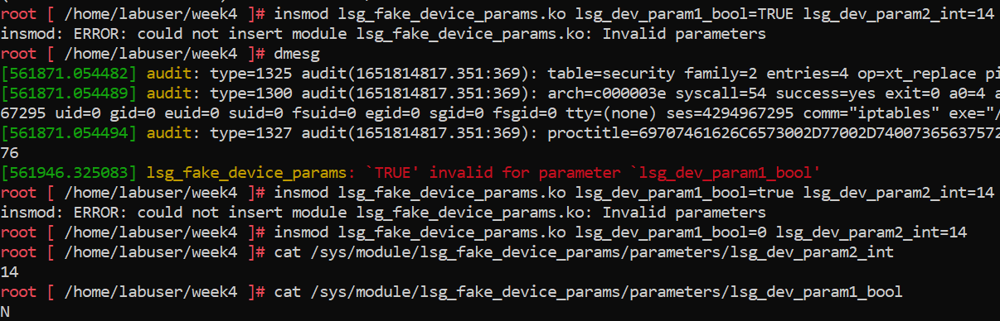 root [ /home/labuser/week4 ]# insmod lsg_fake_device_params.ko lsg_dev_param1_bool=TRUE lsg_dev_param2_int=14
insmod: ERROR: could not insert module lsg_fake_device_params.ko: Invalid parameters
root [ /home/labuser/week4 ]# dmesg
[561871.054482] audit: type=1325 audit(1651814817.351:369): table=security family=2 entries=4 op=xt_replace pi
[561871.054489] audit: type=1300 audit(1651814817.351:369): arch=c000003e syscall=54 success=yes exit=0 a0=4 a
67295 uid=0 gid=0 euid=0 suid=0 fsuid=0 egid=0 sgid=0 fsgid=0 tty=(none) ses=4294967295 comm="iptables" exe="/
[561871.054494] audit: type=1327 audit(1651814817.351:369): proctitle=69707461626C6573002D77002D74007365637572
76
[561946.325083] lsg_fake_device_params: `TRUE' invalid for parameter `lsg_dev_param1_bool'
root [ /home/labuser/week4 ]# insmod lsg_fake_device_params.ko lsg_dev_param1_bool=true lsg_dev_param2_int=14
insmod: ERROR: could not insert module lsg_fake_device_params.ko: Invalid parameters
root [ /home/labuser/week4 ]# insmod lsg_fake_device_params.ko lsg_dev_param1_bool=0 lsg_dev_param2_int=14
root [ /home/labuser/week4 ]# cat /sys/module/lsg_fake_device_params/parameters/lsg_dev_param2_int
14
root [ /home/labuser/week4 ]# cat /sys/module/lsg_fake_device_params/parameters/lsg_dev_param1_bool
N